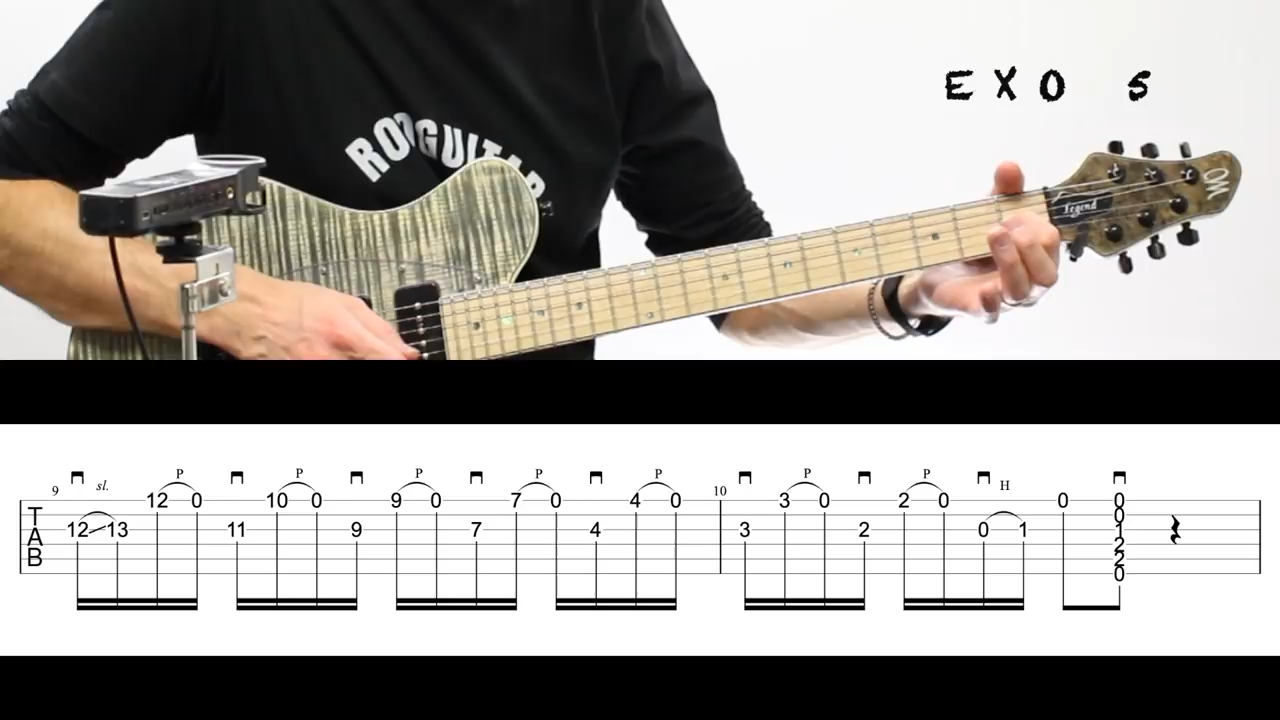 EXO 5
ROCGUITAR
Legend
P P P P P P P H
9 sl. 12 0 10 0 9 0 7 0 4 0 10 3 0 2 0 0 0
T 0
A 12 13 11 9 7 4 3 2 0 1 1
B 2
2
0